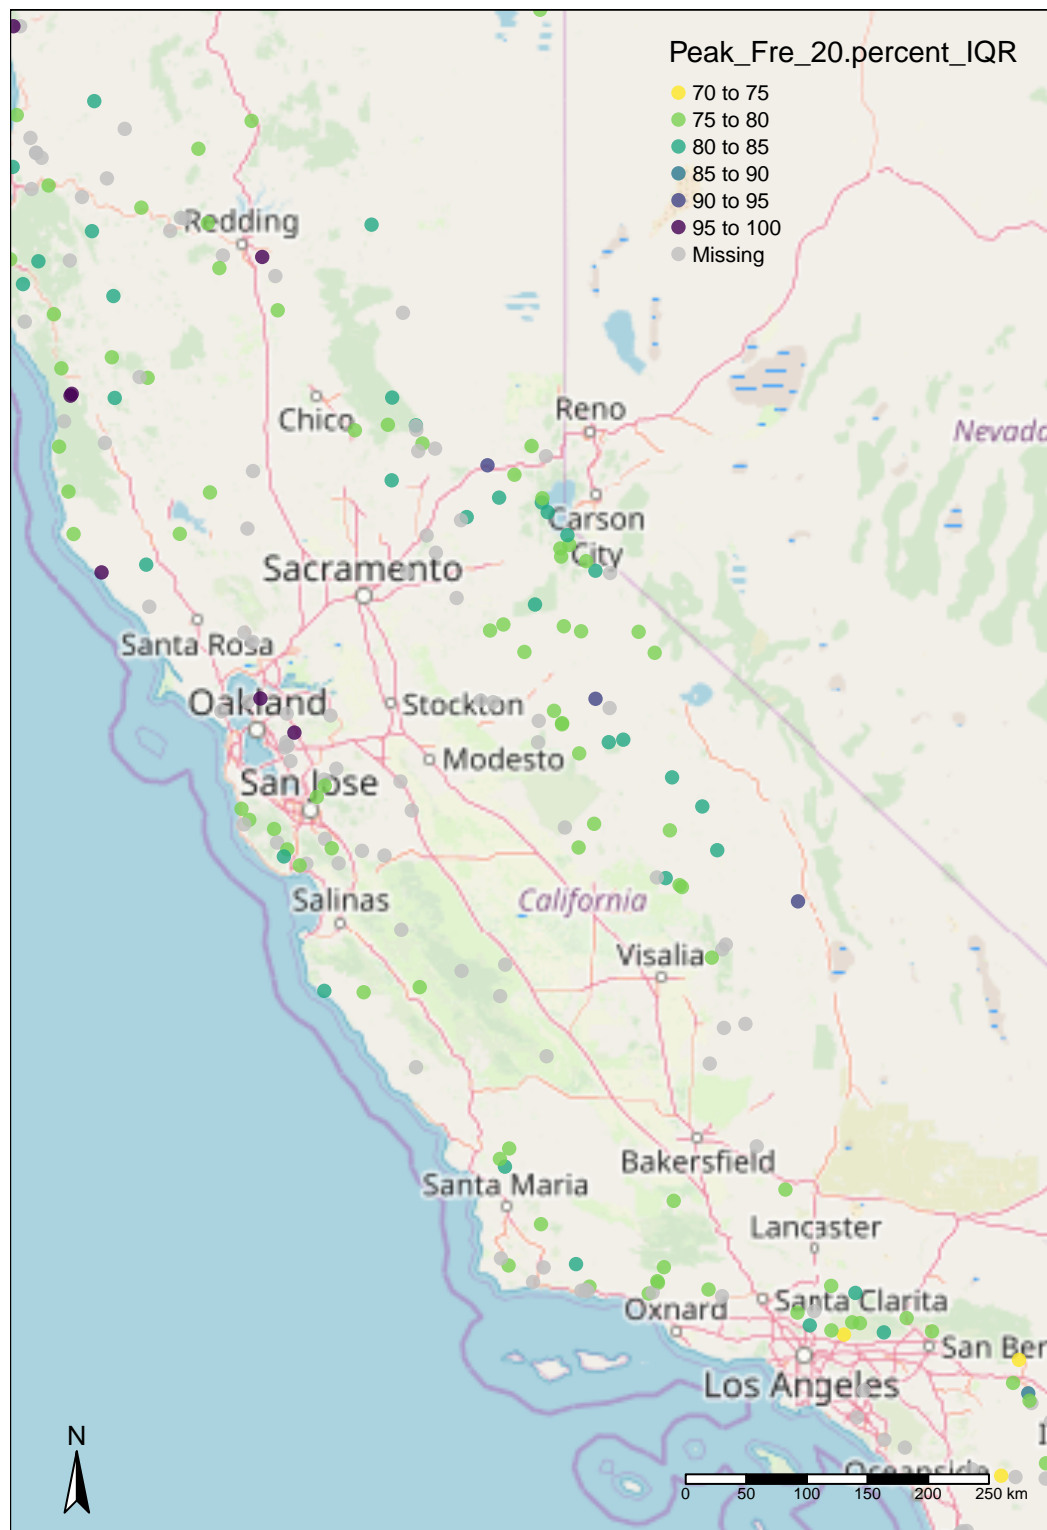 Peak_Fre_20.percent_IQR
70 to 75
75 to 80
80 to 85
85 to 90
90 to 95
95 to 100
Missing
Redding
Chico
Reno
Nevada
Carson
City
Sacramento
Santa Rosa
Oakland
Stockton
Modesto
San Jose
Salinas
California
Visalia
Bakersfield
Santa Maria
Lancaster
Santa Clarita
Oxnard
San Ber
Los Angeles
Oceanside
N
0 50 100 150 200 250 km